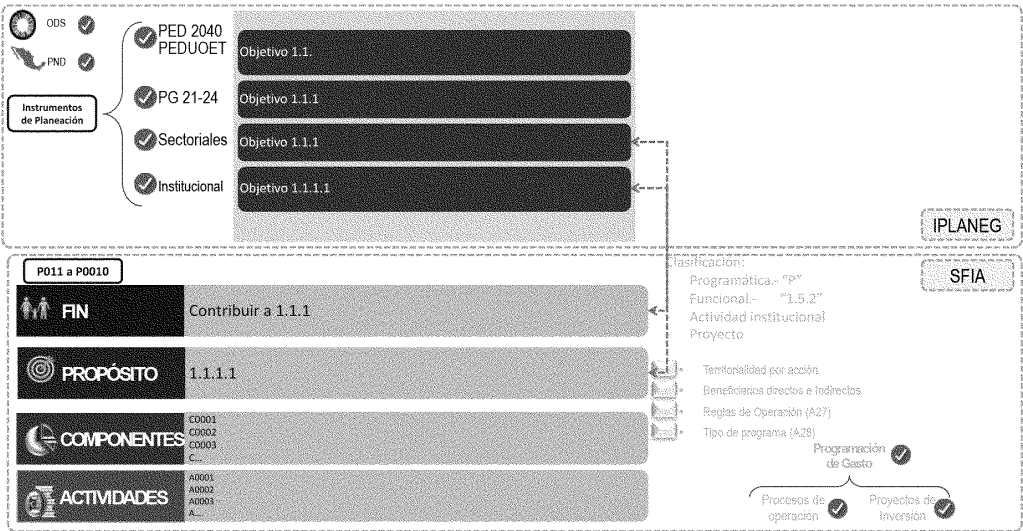 ODS
PND
Instrumentos
de Planeación
PED 2040
PEDUOET
Objetivo 1.1.
PG 21-24
Objetivo 1.1.1
Sectoriales
Objetivo 1.1.1
Institucional
Objetivo 1.1.1.1
IPLANEG
P011 a P0010
SFIA
Clasificación:
Programática.- “P”
Funcional.- “1.5.2”
Actividad institucional
Proyecto
FIN
Contribuir a 1.1.1
PROPÓSITO
1.1.1.1
Territorialidad por acción
Beneficiarios directos e Indirectos
Reglas de Operación (A27)
Tipo de programa (A28)
COMPONENTES
C0001
C0002
C0003
C...
ACTIVIDADES
A0001
A0002
A0003
A....
Programación
de Gasto
Procesos de
operación
Proyectos de
Inversión